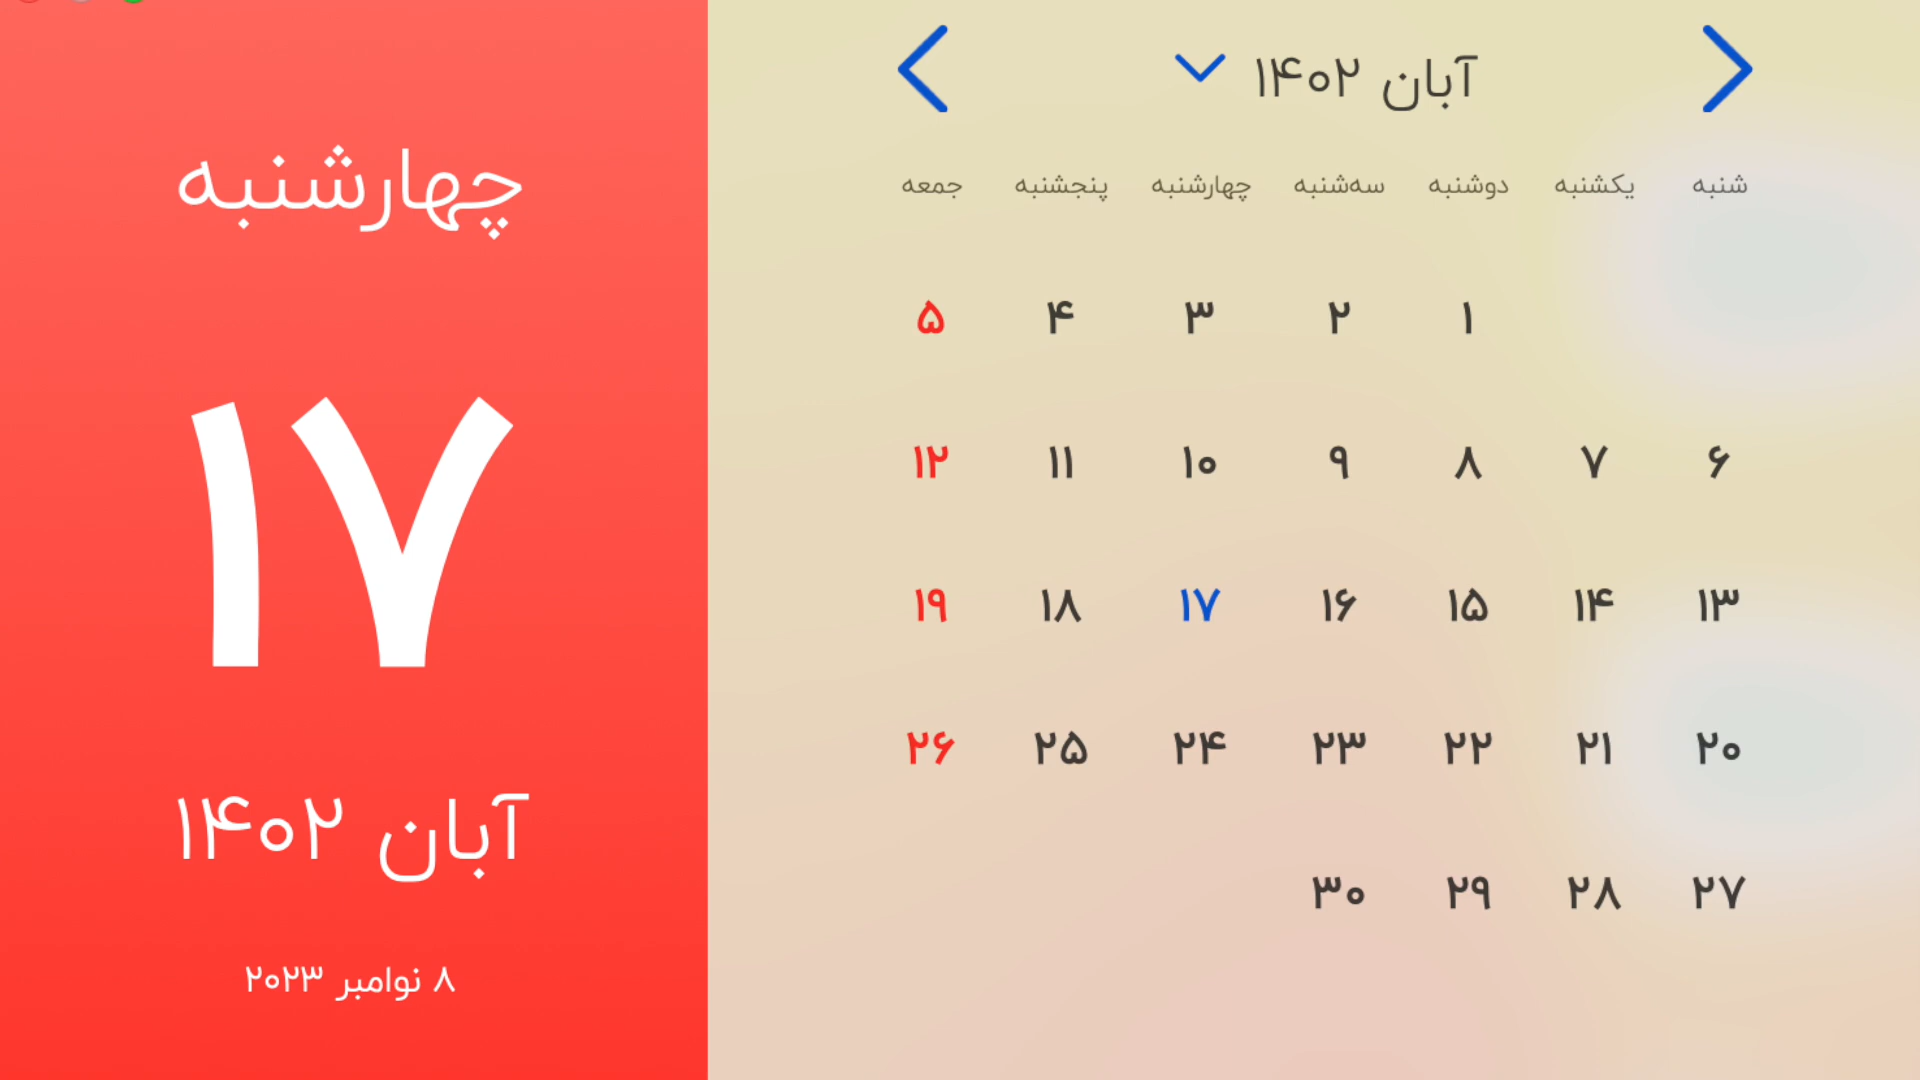 چهارشنبه
۱۷
آبان ۱۴۰۲
۸ نوامبر ۲۰۲۳
آبان ۱۴۰۲
شنبه یکشنبه دوشنبه سه‌شنبه چهارشنبه پنجشنبه جمعه
۱ ۲ ۳ ۴ ۵
۶ ۷ ۸ ۹ ۱۰ ۱۱ ۱۲
۱۳ ۱۴ ۱۵ ۱۶ ۱۷ ۱۸ ۱۹
۲۰ ۲۱ ۲۲ ۲۳ ۲۴ ۲۵ ۲۶
۲۷ ۲۸ ۲۹ ۳۰